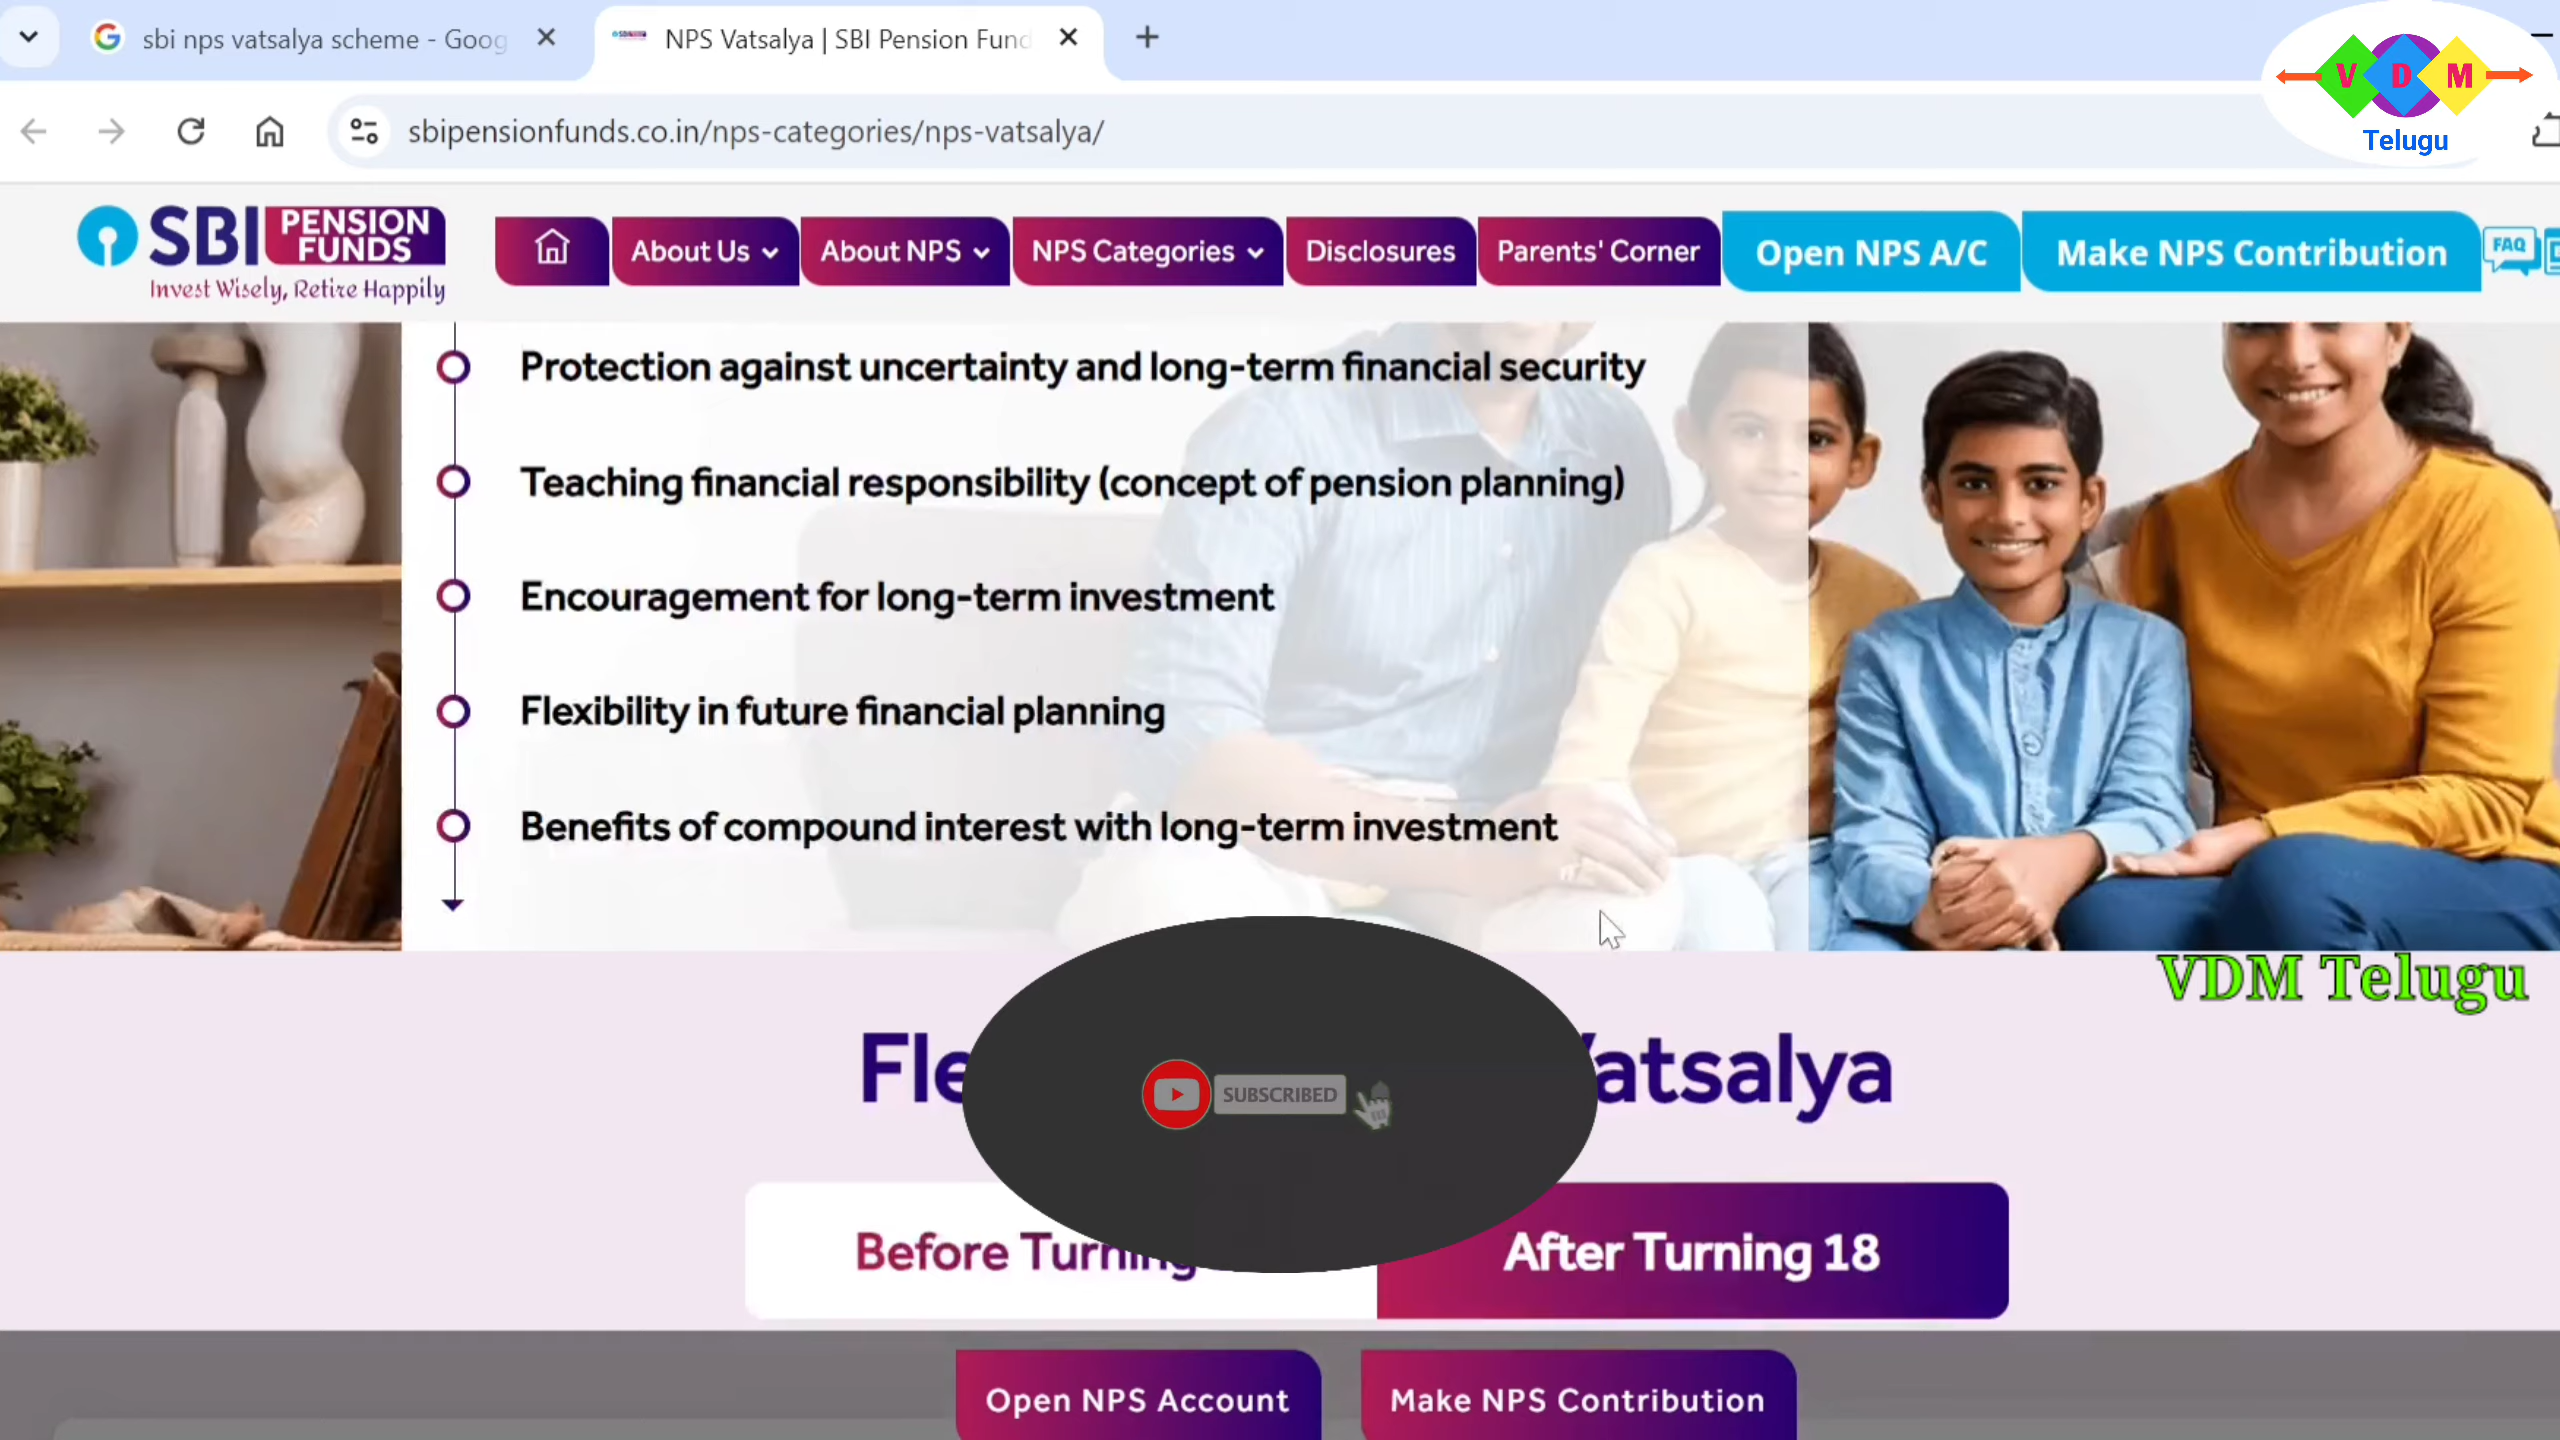 sbi nps vatsalya scheme - Goog
NPS Vatsalya | SBI Pension Fund
sbipensionfunds.co.in/nps-categories/nps-vatsalya/
V D M
Telugu
SBI PENSION FUNDS
Invest Wisely, Retire Happily
About Us
About NPS
NPS Categories
Disclosures
Parents' Corner
Open NPS A/C
Make NPS Contribution
FAQ
Protection against uncertainty and long-term financial security
Teaching financial responsibility (concept of pension planning)
Encouragement for long-term investment
Flexibility in future financial planning
Benefits of compound interest with long-term investment
VDM Telugu
Fle
atsalya
SUBSCRIBED
Before Turning
After Turning 18
Open NPS Account
Make NPS Contribution